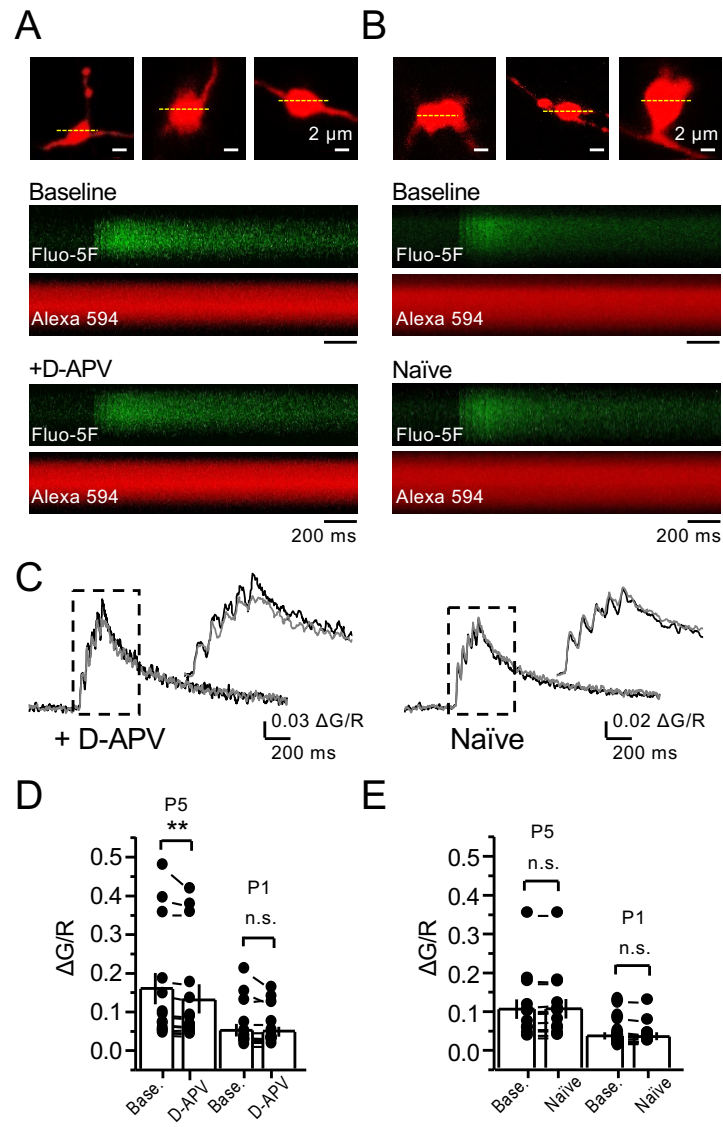 A
B
2 μm
2 μm
Baseline
Baseline
Fluo-5F
Fluo-5F
Alexa 594
Alexa 594
+D-APV
Naïve
Fluo-5F
Fluo-5F
Alexa 594
Alexa 594
200 ms
200 ms
C
0.03 ΔG/R
200 ms
+ D-APV
0.02 ΔG/R
200 ms
Naïve
D
P5
**
P1
n.s.
ΔG/R
0.5
0.4
0.3
0.2
0.1
0.0
Base.
D-APV
Base.
D-APV
E
P5
n.s.
P1
n.s.
ΔG/R
0.5
0.4
0.3
0.2
0.1
0.0
Base.
Naïve
Base.
Naïve